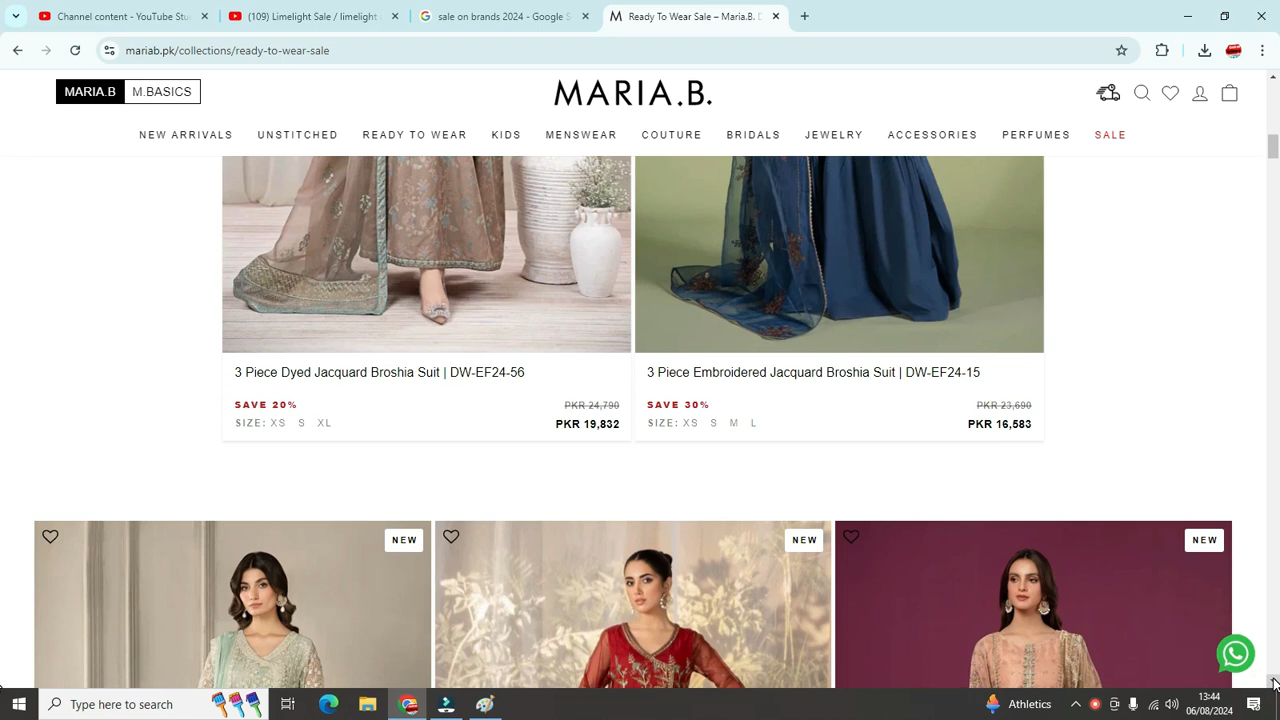 Channel content - YouTube Stu
(109) Limelight Sale / limelight
sale on brands 2024 - Google S
Ready To Wear Sale – Maria.B. D
mariab.pk/collections/ready-to-wear-sale
MARIA.B M.BASICS
MARIA.B.
NEW ARRIVALS UNSTITCHED READY TO WEAR KIDS MENSWEAR COUTURE BRIDALS JEWELRY ACCESSORIES PERFUMES SALE
3 Piece Dyed Jacquard Broshia Suit | DW-EF24-56
SAVE 20% PKR 24,790
SIZE: XS S XL PKR 19,832
3 Piece Embroidered Jacquard Broshia Suit | DW-EF24-15
SAVE 30% PKR 23,690
SIZE: XS S M L PKR 16,583
NEW
NEW
NEW
Type here to search
Athletics
13:44
06/08/2024